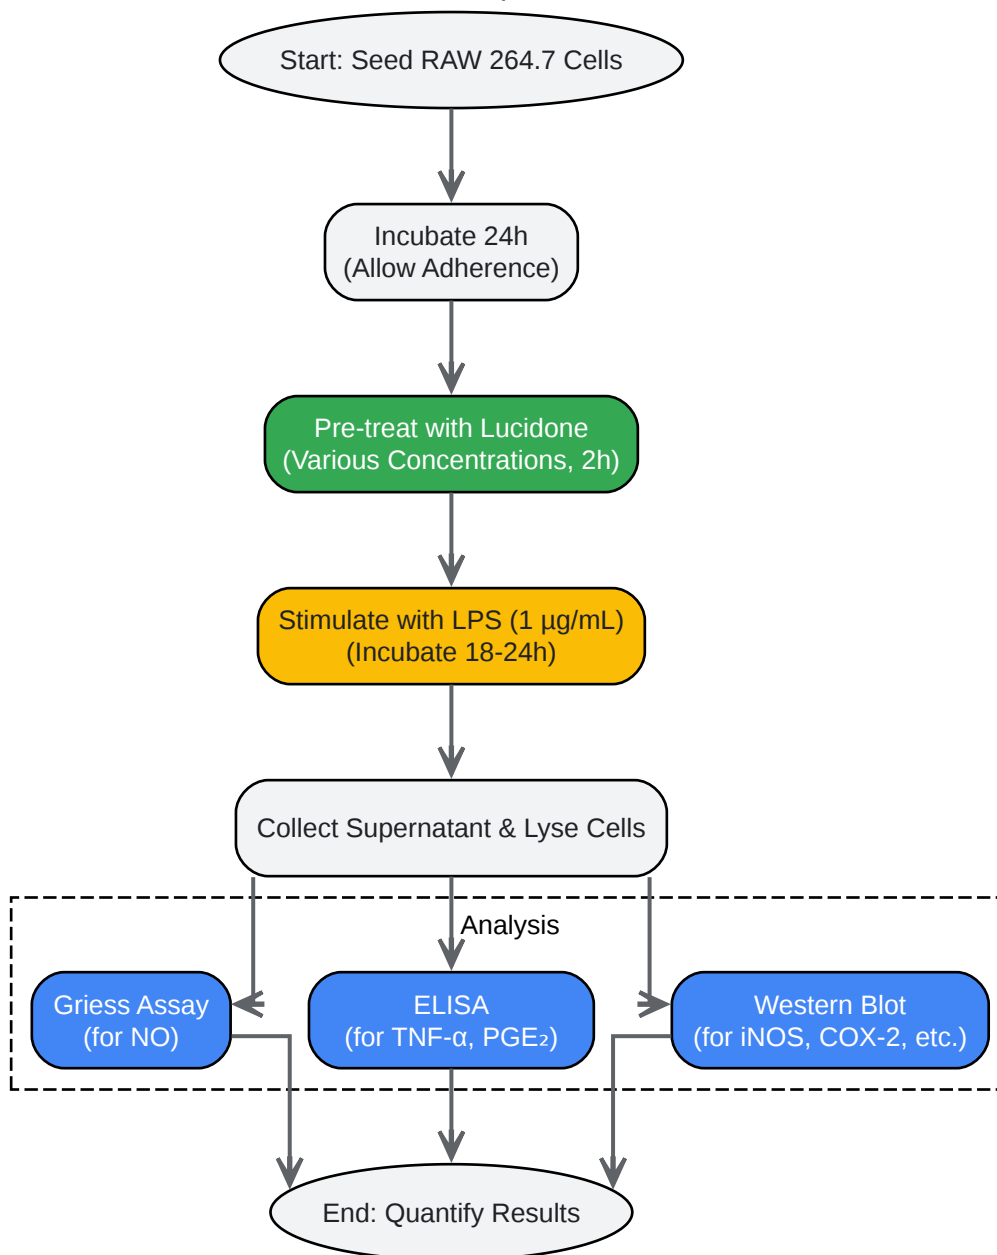 Start: Seed RAW 264.7 Cells
Incubate 24h
(Allow Adherence)
Pre-treat with Lucidone
(Various Concentrations, 2h)
Stimulate with LPS (1 µg/mL)
(Incubate 18-24h)
Collect Supernatant & Lyse Cells
Analysis
Griess Assay
(for NO)
ELISA
(for TNF-α, PGE₂)
Western Blot
(for iNOS, COX-2, etc.)
End: Quantify Results